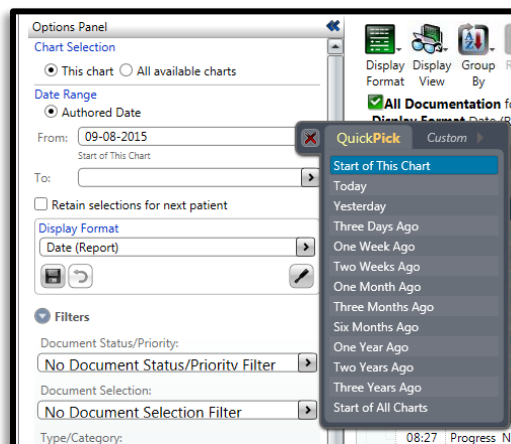 Options Panel
Chart Selection
This chart All available charts
Date Range
Authored Date
From: 09-08-2015
Start of This Chart
To:
Retain selections for next patient
Display Format
Date (Report)
Filters
Document Status/Priority:
No Document Status/Priority Filter
Document Selection:
No Document Selection Filter
Type/Category:
Display Format
Display View
Group By
All Documentation
Display Format Date
QuickPick Custom
Start of This Chart
Today
Yesterday
Three Days Ago
One Week Ago
Two Weeks Ago
One Month Ago
Three Months Ago
Six Months Ago
One Year Ago
Two Years Ago
Three Years Ago
Start of All Charts
08:27 Progress N